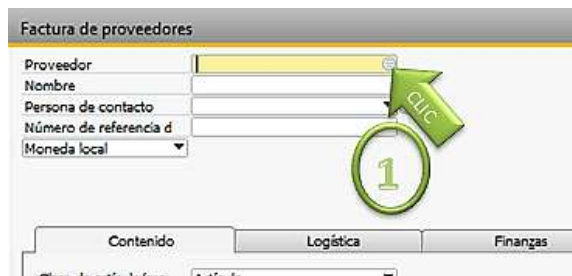 Factura de proveedores
Proveedor
Nombre
Persona de contacto
Número de referencia d
Moneda local
CLIC
1
Contenido Logística Finanzas